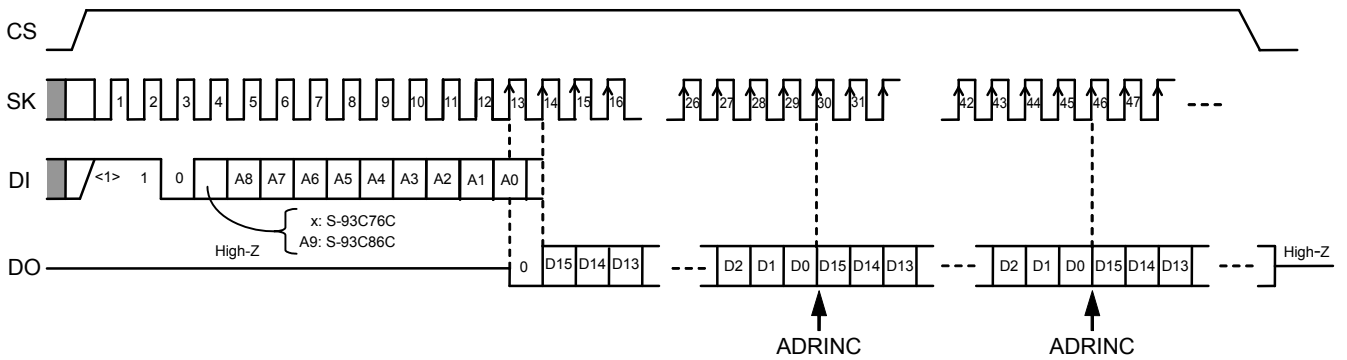 CS
SK 1 2 3 4 5 6 7 8 9 10 11 12 13 14 15 16 26 27 28 29 30 31 42 43 44 45 46 47
DI <1> 1 0 A8 A7 A6 A5 A4 A3 A2 A1 A0
x: S-93C76C
A9: S-93C86C
High-Z
DO 0 D15 D14 D13 D2 D1 D0 D15 D14 D13 D2 D1 D0 D15 D14 D13 High-Z
ADRINC ADRINC